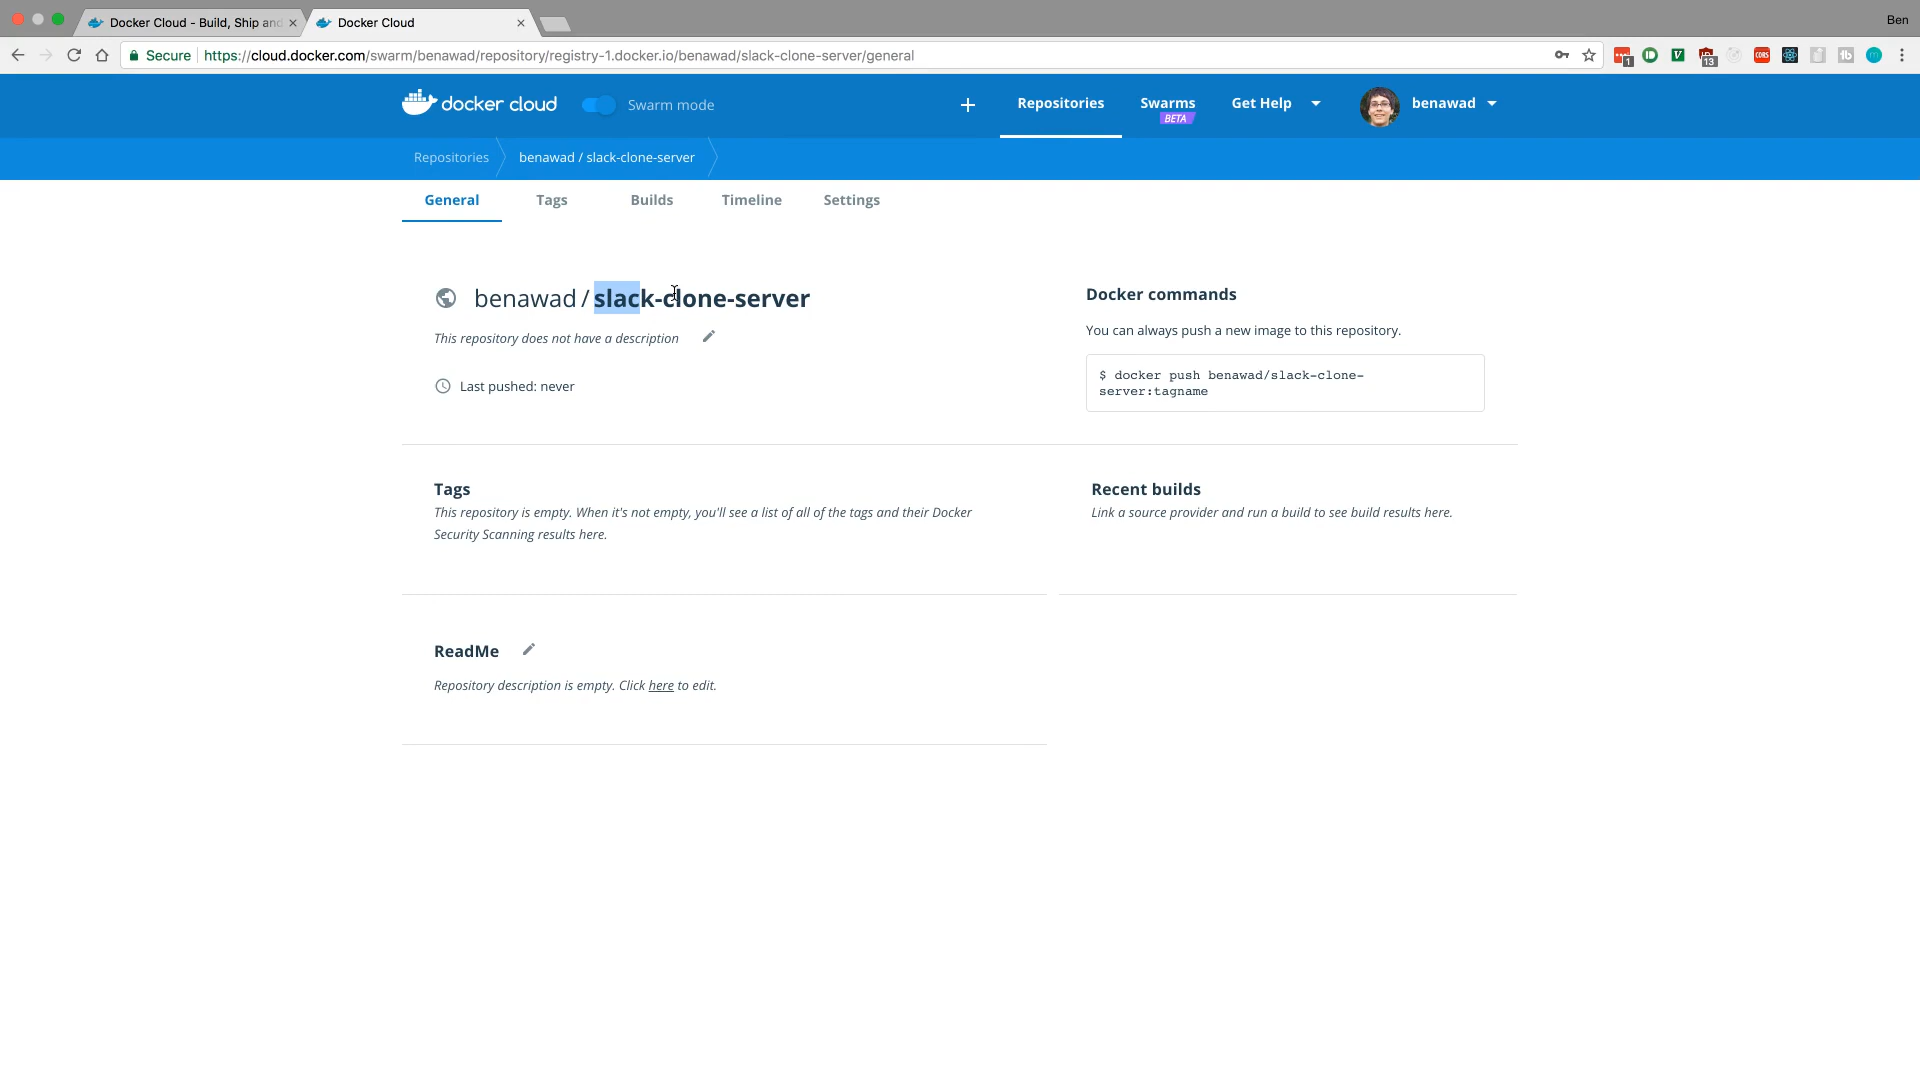 Docker Cloud - Build, Ship and
Docker Cloud
Ben
Secure
https://cloud.docker.com/swarm/benawad/repository/registry-1.docker.io/benawad/slack-clone-server/general
1
13
CORS
docker cloud
Swarm mode
Repositories
Swarms
BETA
Get Help
benawad
Repositories
benawad / slack-clone-server
General
Tags
Builds
Timeline
Settings
benawad / slack-clone-server
This repository does not have a description
Last pushed: never
Docker commands
You can always push a new image to this repository.
$ docker push benawad/slack-clone-
server:tagname
Tags
This repository is empty. When it's not empty, you'll see a list of all of the tags and their Docker
Security Scanning results here.
Recent builds
Link a source provider and run a build to see build results here.
ReadMe
Repository description is empty. Click here to edit.